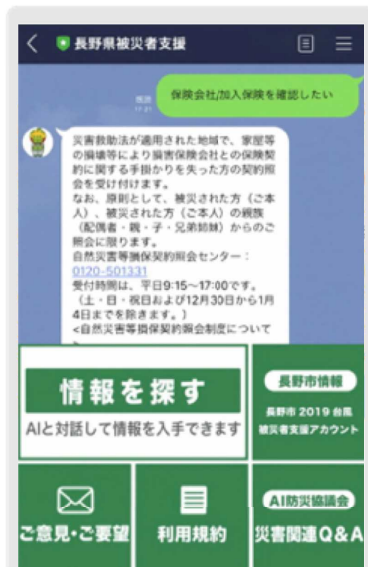 長野県被災者支援
保険会社/加入保険を確認したい
既読
災害救助法が適用された地域で、家屋等
の損壊等により損害保険会社との保険契
約に関する手掛かりを失った方の契約照
会を受け付けます。
なお、原則として、被災された方（ご本
人）、被災された方（ご本人）の親族
（配偶者・親・子・兄弟姉妹）からのご
照会に限ります。
自然災害等損保契約照会センター：
0120-501331
受付時間は、平日9:15〜17:00です。
（土・日・祝日および12月30日から1月
4日までを除きます。）
<自然災害等損保契約照会制度について
>
情報を探す
AIと対話して情報を入手できます
長野市情報
長野市 2019 台風
被災者支援アカウント
ご意見・ご要望
利用規約
AI防災協議会
災害関連Q&A